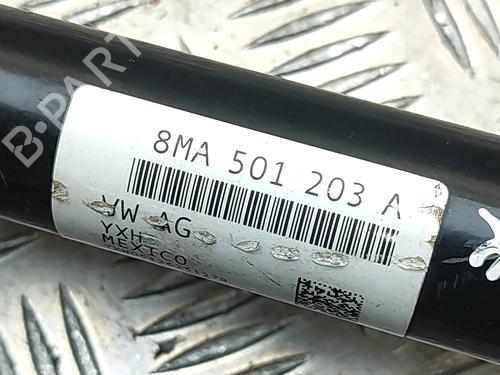 B-PARTS
8MA 501 203 A
VW AG
YXH
MEXICO